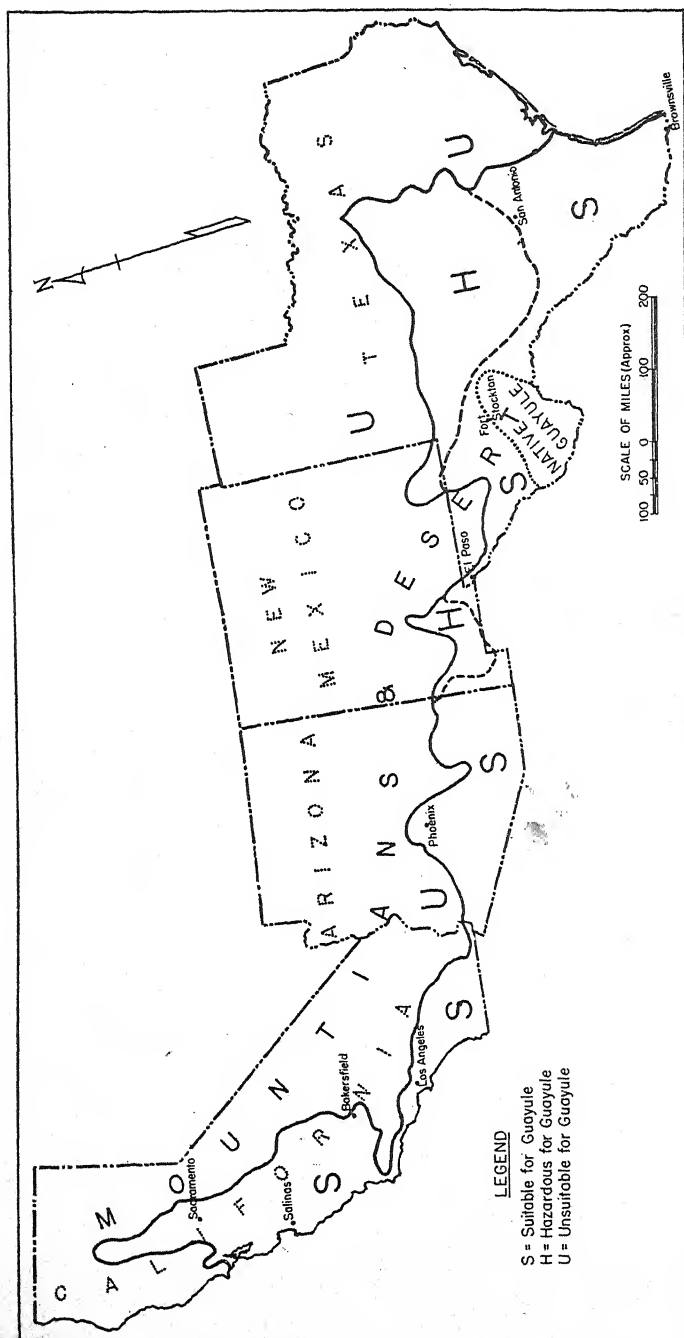 N
CALIFORNIA
ARIZONA
NEW
MEXICO
TEXAS
MOUNTIANS & DESERT
Sacramento
Salinas
Bakersfield
Los Angeles
Phoenix
El Paso
Fort
Stockton
NATIVE
GUAYULE
San Antonio
Brownsville
S
S
U
S
H
S
U
H
U
S
LEGEND
S = Suitable for Guayule
H = Hazardous for Guayule
U = Unsuitable for Guayule
100 50 0 100 200
SCALE OF MILES (Approx)